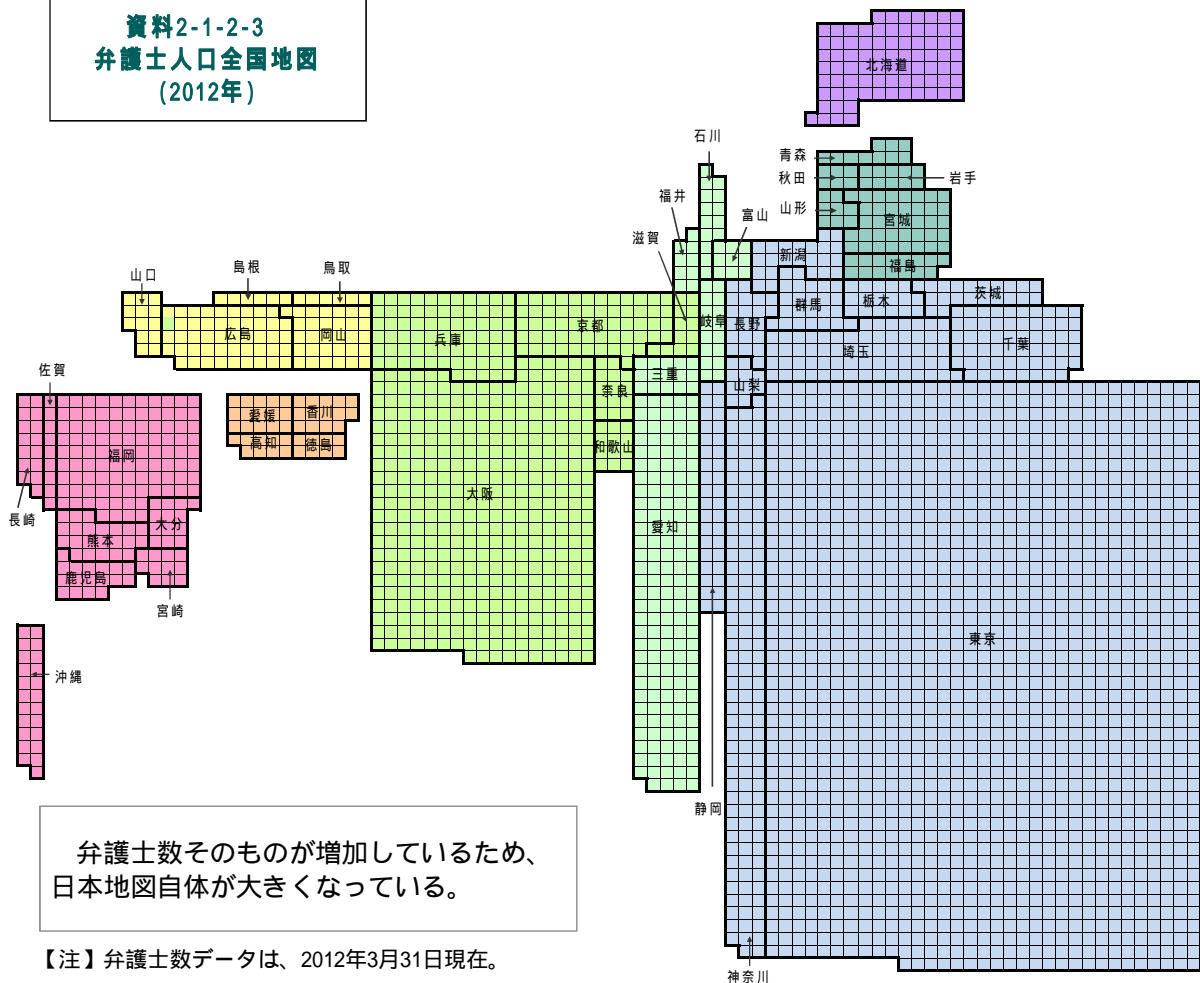 資料2-1-2-3
弁護士人口全国地図
(2012年)
北海道
石川
青森
秋田
岩手
福井
山形
富山
宮城
滋賀
新潟
福島
山口
島根
鳥取
茨城
群馬
栃木
岐阜
長野
京都
広島
岡山
兵庫
千葉
埼玉
佐賀
三重
山梨
奈良
愛媛
香川
高知
徳島
和歌山
福岡
大阪
長崎
大分
愛知
熊本
鹿児島
宮崎
東京
沖縄
静岡
神奈川
弁護士数そのものが増加しているため、
日本地図自体が大きくなっている。
【注】弁護士数データは、2012年3月31日現在。